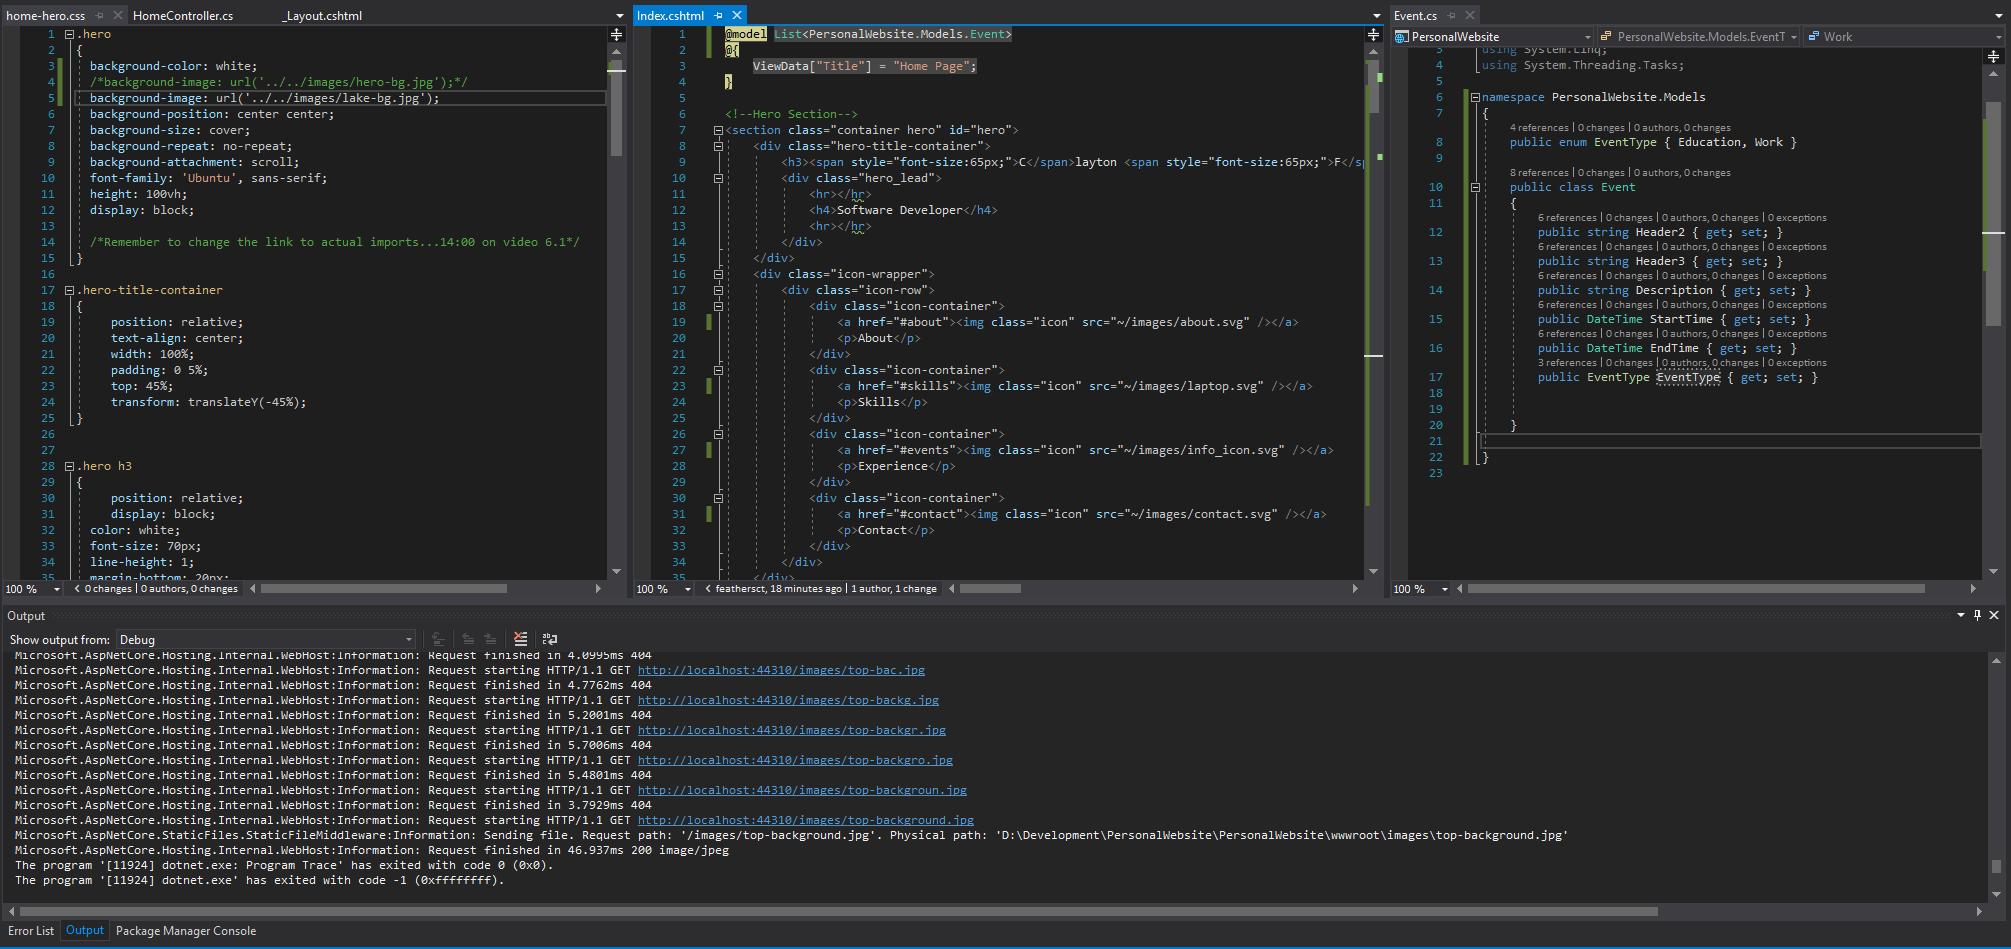 home-hero.css
HomeController.cs
_Layout.cshtml
1 .hero
2 {
3 background-color: white;
4 /*background-image: url('../../images/hero-bg.jpg');*/
5 background-image: url('../../images/lake-bg.jpg');
6 background-position: center center;
7 background-size: cover;
8 background-repeat: no-repeat;
9 background-attachment: scroll;
10 font-family: 'Ubuntu', sans-serif;
11 height: 100vh;
12 display: block;
13
14 /*Remember to change the link to actual imports...14:00 on video 6.1*/
15 }
16
17 .hero-title-container
18 {
19 position: relative;
20 text-align: center;
21 width: 100%;
22 padding: 0 5%;
23 top: 45%;
24 transform: translateY(-45%);
25 }
26
27
28 .hero h3
29 {
30 position: relative;
31 display: block;
32 color: white;
33 font-size: 70px;
34 line-height: 1;
35 margin-bottom: 20px;
100 %
0 changes | 0 authors, 0 changes
Index.cshtml
1 @model List<PersonalWebsite.Models.Event>
2 @{
3 ViewData["Title"] = "Home Page";
4 }
5
6 <!--Hero Section-->
7 <section class="container hero" id="hero">
8 <div class="hero-title-container">
9 <h3><span style="font-size:65px;">C</span>layton <span style="font-size:65px;">F</sp
10 <div class="hero_lead">
11 <hr></hr>
12 <h4>Software Developer</h4>
13 <hr></hr>
14 </div>
15 </div>
16 <div class="icon-wrapper">
17 <div class="icon-row">
18 <div class="icon-container">
19 <a href="#about"><img class="icon" src="~/images/about.svg" /></a>
20 <p>About</p>
21 </div>
22 <div class="icon-container">
23 <a href="#skills"><img class="icon" src="~/images/laptop.svg" /></a>
24 <p>Skills</p>
25 </div>
26 <div class="icon-container">
27 <a href="#events"><img class="icon" src="~/images/info_icon.svg" /></a>
28 <p>Experience</p>
29 </div>
30 <div class="icon-container">
31 <a href="#contact"><img class="icon" src="~/images/contact.svg" /></a>
32 <p>Contact</p>
33 </div>
34 </div>
35 </div>
100 %
feathersct, 18 minutes ago | 1 author, 1 change
Event.cs
PersonalWebsite
PersonalWebsite.Models.EventT
Work
3 using System.Linq;
4 using System.Threading.Tasks;
5
6 namespace PersonalWebsite.Models
7 {
4 references | 0 changes | 0 authors, 0 changes
8 public enum EventType { Education, Work }
9
8 references | 0 changes | 0 authors, 0 changes
10 public class Event
11 {
6 references | 0 changes | 0 authors, 0 changes | 0 exceptions
12 public string Header2 { get; set; }
6 references | 0 changes | 0 authors, 0 changes | 0 exceptions
13 public string Header3 { get; set; }
6 references | 0 changes | 0 authors, 0 changes | 0 exceptions
14 public string Description { get; set; }
6 references | 0 changes | 0 authors, 0 changes | 0 exceptions
15 public DateTime StartTime { get; set; }
6 references | 0 changes | 0 authors, 0 changes | 0 exceptions
16 public DateTime EndTime { get; set; }
3 references | 0 changes | 0 authors, 0 changes | 0 exceptions
17 public EventType EventType { get; set; }
18
19
20 }
21
22 }
23
100 %
Output
Show output from: Debug
Microsoft.AspNetCore.Hosting.Internal.WebHost:Information: Request finished in 4.0995ms 404
Microsoft.AspNetCore.Hosting.Internal.WebHost:Information: Request starting HTTP/1.1 GET http://localhost:44310/images/top-bac.jpg
Microsoft.AspNetCore.Hosting.Internal.WebHost:Information: Request finished in 4.7762ms 404
Microsoft.AspNetCore.Hosting.Internal.WebHost:Information: Request starting HTTP/1.1 GET http://localhost:44310/images/top-backg.jpg
Microsoft.AspNetCore.Hosting.Internal.WebHost:Information: Request finished in 5.2001ms 404
Microsoft.AspNetCore.Hosting.Internal.WebHost:Information: Request starting HTTP/1.1 GET http://localhost:44310/images/top-backgr.jpg
Microsoft.AspNetCore.Hosting.Internal.WebHost:Information: Request finished in 5.7006ms 404
Microsoft.AspNetCore.Hosting.Internal.WebHost:Information: Request starting HTTP/1.1 GET http://localhost:44310/images/top-backgro.jpg
Microsoft.AspNetCore.Hosting.Internal.WebHost:Information: Request finished in 5.4801ms 404
Microsoft.AspNetCore.Hosting.Internal.WebHost:Information: Request starting HTTP/1.1 GET http://localhost:44310/images/top-backgroun.jpg
Microsoft.AspNetCore.Hosting.Internal.WebHost:Information: Request finished in 3.7929ms 404
Microsoft.AspNetCore.Hosting.Internal.WebHost:Information: Request starting HTTP/1.1 GET http://localhost:44310/images/top-background.jpg
Microsoft.AspNetCore.StaticFiles.StaticFileMiddleware:Information: Sending file. Request path: '/images/top-background.jpg'. Physical path: 'D:\Development\PersonalWebsite\PersonalWebsite\wwwroot\images\top-background.jpg'
Microsoft.AspNetCore.Hosting.Internal.WebHost:Information: Request finished in 46.937ms 200 image/jpeg
The program '[11924] dotnet.exe: Program Trace' has exited with code 0 (0x0).
The program '[11924] dotnet.exe' has exited with code -1 (0xffffffff).
Error List
Output
Package Manager Console